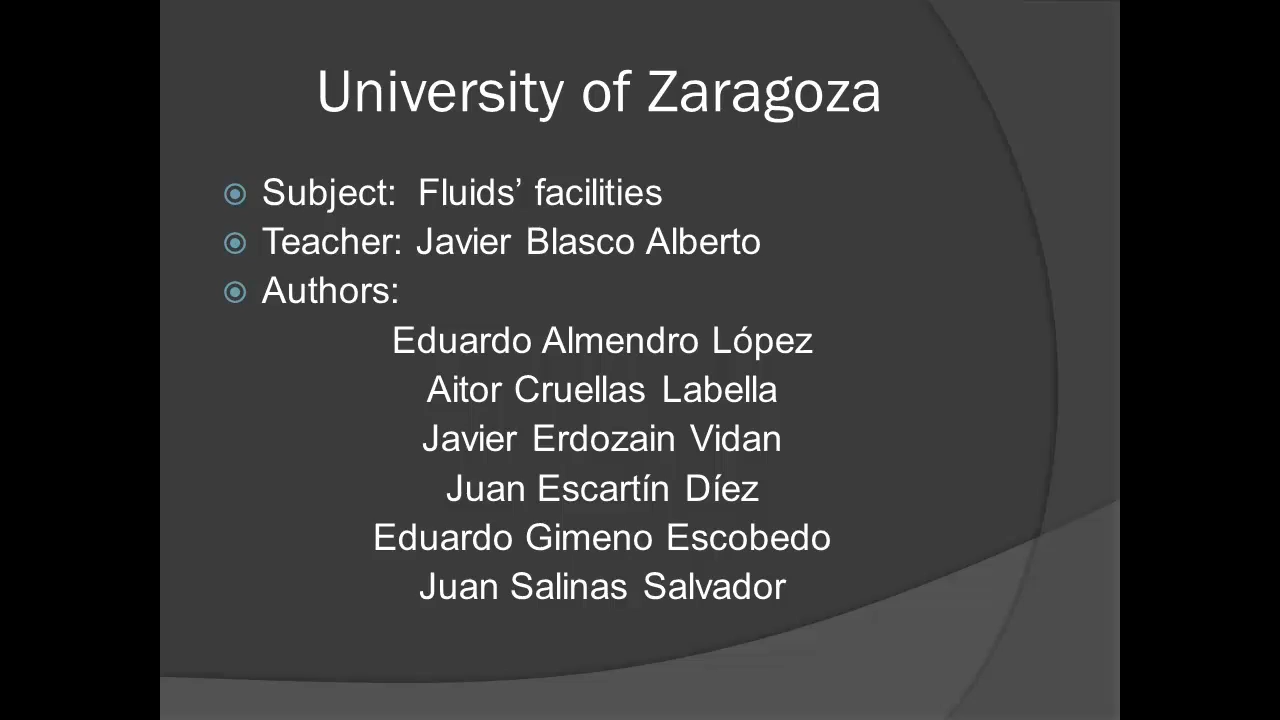 University of Zaragoza
Subject: Fluids’ facilities
Teacher: Javier Blasco Alberto
Authors:
Eduardo Almendro López
Aitor Cruellas Labella
Javier Erdozain Vidan
Juan Escartín Díez
Eduardo Gimeno Escobedo
Juan Salinas Salvador